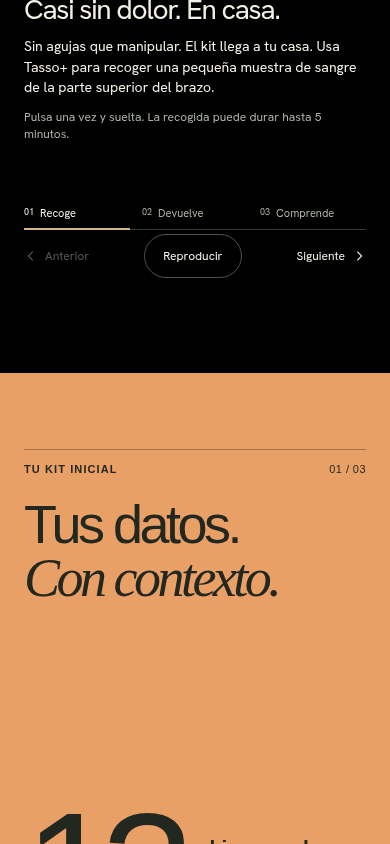 Casi sin dolor. En casa.
Sin agujas que manipular. El kit llega a tu casa. Usa
Tasso+ para recoger una pequeña muestra de sangre
de la parte superior del brazo.
Pulsa una vez y suelta. La recogida puede durar hasta 5
minutos.
01 Recoge
02 Devuelve
03 Comprende
Anterior
Reproducir
Siguiente
TU KIT INICIAL
01 / 03
Tus datos.
Con contexto.